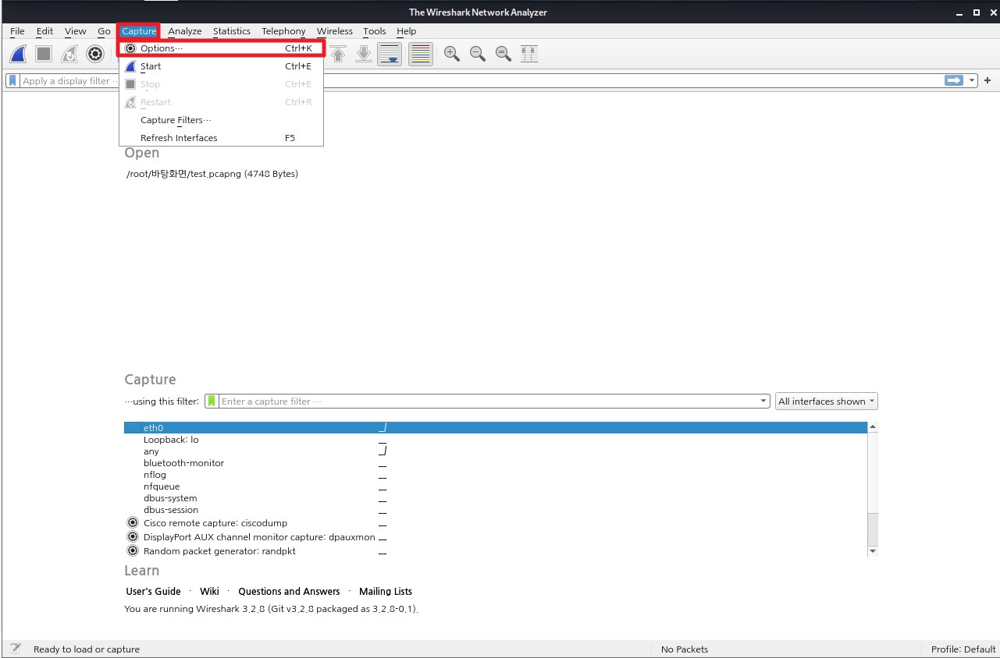 The Wireshark Network Analyzer
File Edit View Go Capture Analyze Statistics Telephony Wireless Tools Help
Options… Ctrl+K
Start Ctrl+E
Stop Ctrl+E
Restart Ctrl+R
Capture Filters…
Refresh Interfaces F5
Apply a display filter … +
Open
/root/바탕화면/test.pcapng (4748 Bytes)
Capture
…using this filter: Enter a capture filter … All interfaces shown
eth0
Loopback: lo
any
bluetooth-monitor
nflog
nfqueue
dbus-system
dbus-session
Cisco remote capture: ciscodump
DisplayPort AUX channel monitor capture: dpauxmon
Random packet generator: randpkt
Learn
User's Guide · Wiki · Questions and Answers · Mailing Lists
You are running Wireshark 3.2.8 (Git v3.2.8 packaged as 3.2.8-0.1).
Ready to load or capture No Packets Profile: Default